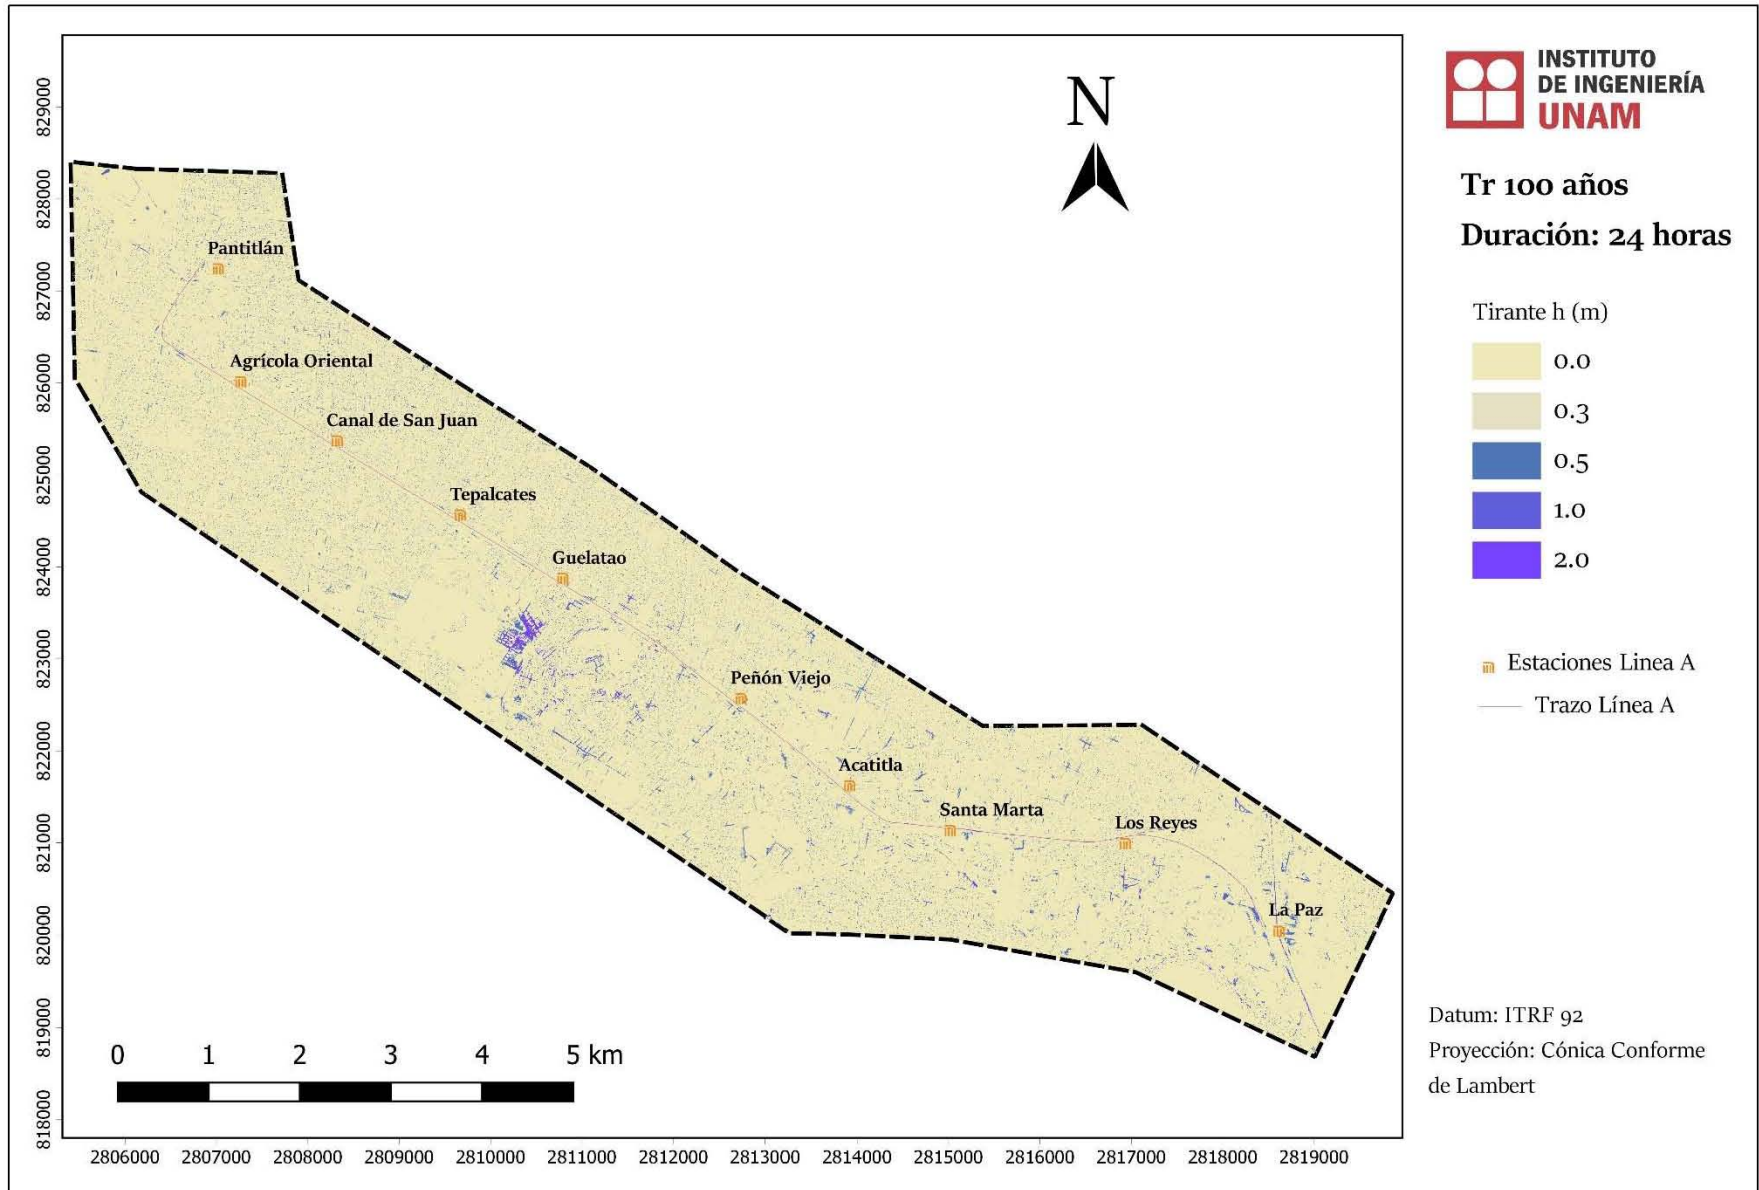 N
INSTITUTO
DE INGENIERÍA
UNAM
Tr 100 años
Duración: 24 horas
Tirante h (m)
0.0
0.3
0.5
1.0
2.0
Estaciones Linea A
Trazo Línea A
Datum: ITRF 92
Proyección: Cónica Conforme
de Lambert
Pantitlán
Agrícola Oriental
Canal de San Juan
Tepalcates
Guelatao
Peñón Viejo
Acatitla
Santa Marta
Los Reyes
La Paz
0 1 2 3 4 5 km
829000
828000
827000
826000
825000
824000
823000
822000
821000
820000
819000
818000
2806000 2807000 2808000 2809000 2810000 2811000 2812000 2813000 2814000 2815000 2816000 2817000 2818000 2819000